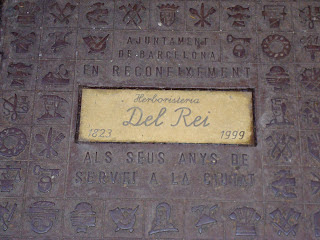 AJUNTAMENT
DE BARCELONA,
EN RECONEIXEMENT
Herboristeria
Del Rei
1823 1999
ALS SEUS ANYS DE
SERVEI A LA CIUTAT